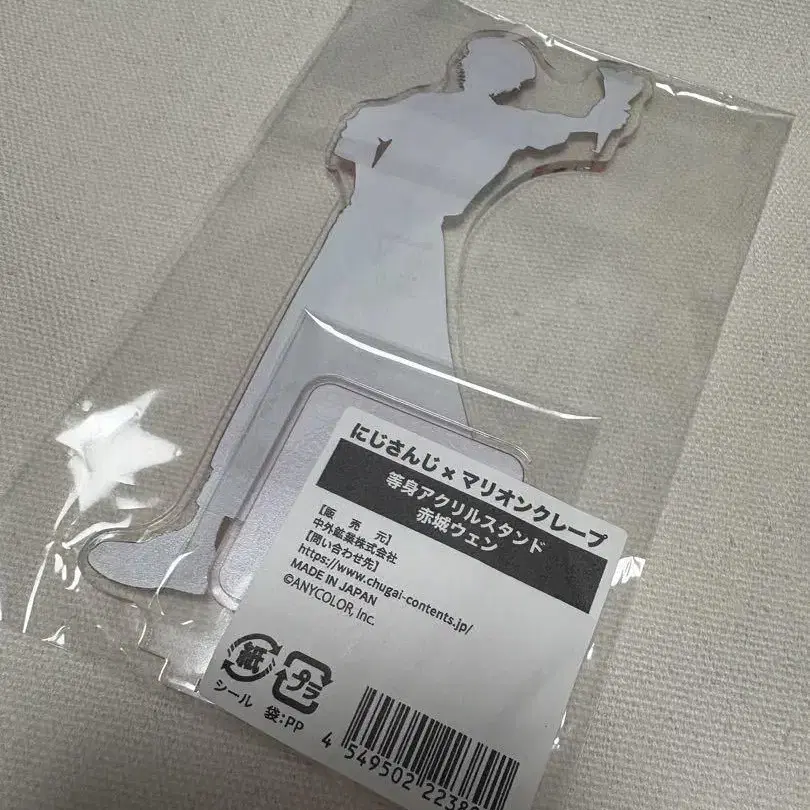 にじさんじ×マリオンクレープ
等身アクリルスタンド
赤城ウェン
【販 売 元】
中外鉱業株式会社
【問い合わせ先】
https://www.chugai-contents.jp/
MADE IN JAPAN
©ANYCOLOR, Inc.
紙 プラ
シール 袋:PP
4 549502 2238